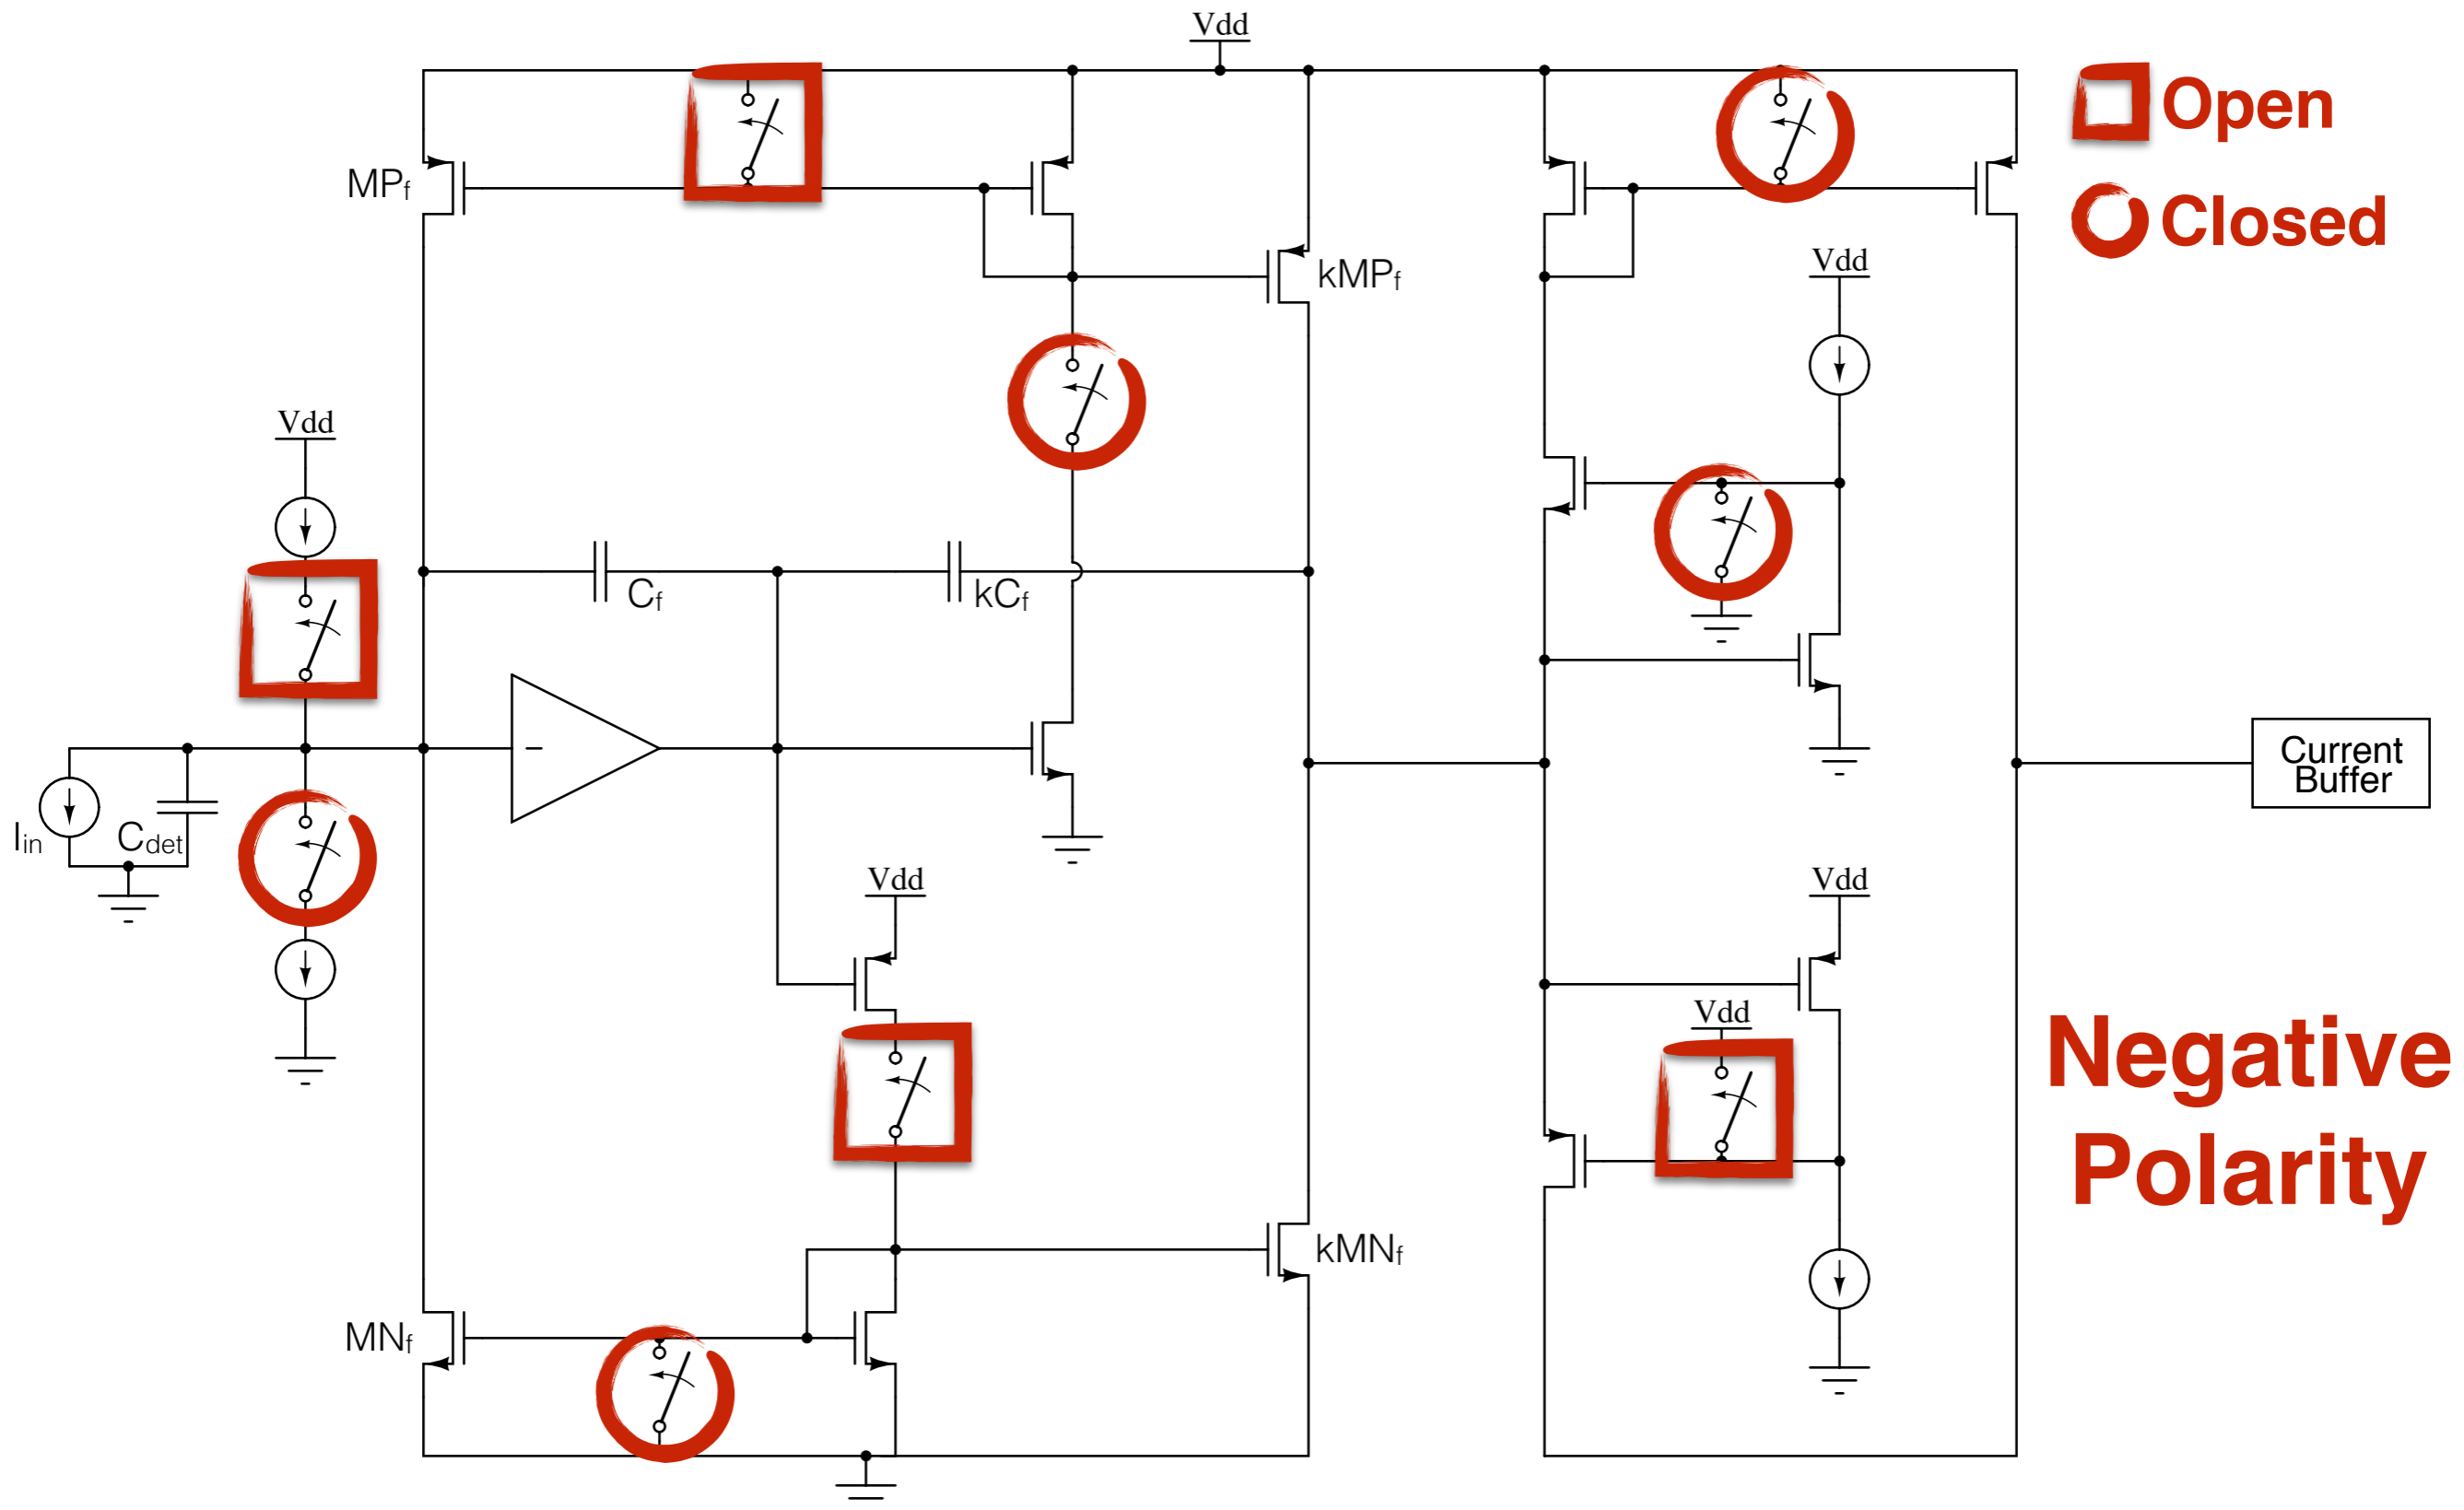 Vdd
Open
MPf
Closed
Vdd
kMPf
Vdd
Cf
kCf
−
Current
Buffer
Iin
Cdet
Vdd
Vdd
Vdd
Negative
Polarity
kMNf
MNf